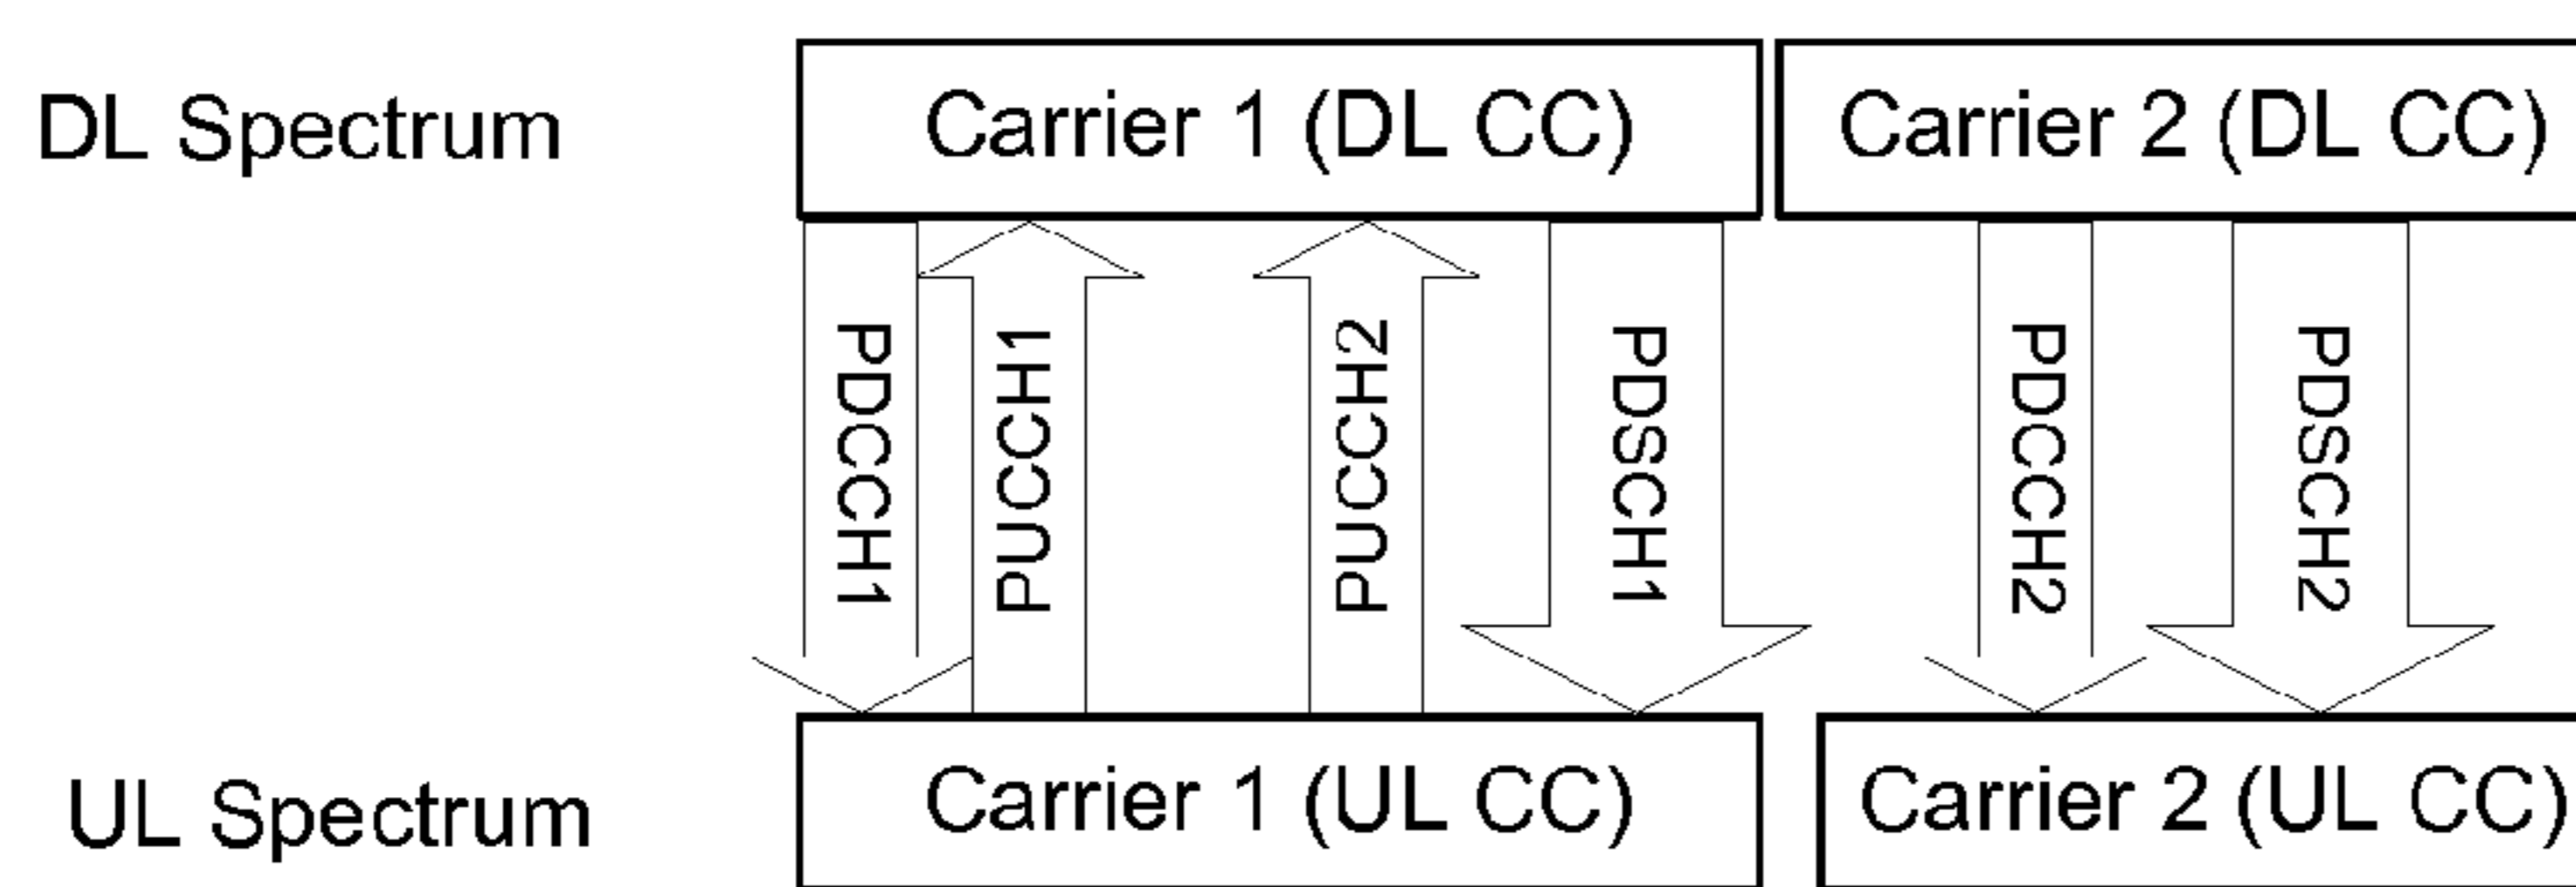 DL Spectrum
Carrier 1 (DL CC)
Carrier 2 (DL CC)
PDCCH1
PUCCH1
PUCCH2
PDSCH1
PDCCH2
PDSCH2
UL Spectrum
Carrier 1 (UL CC)
Carrier 2 (UL CC)